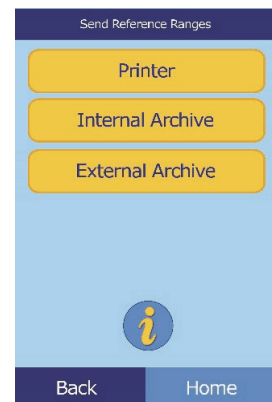 Send Reference Ranges
Printer
Internal Archive
External Archive
i
Back Home